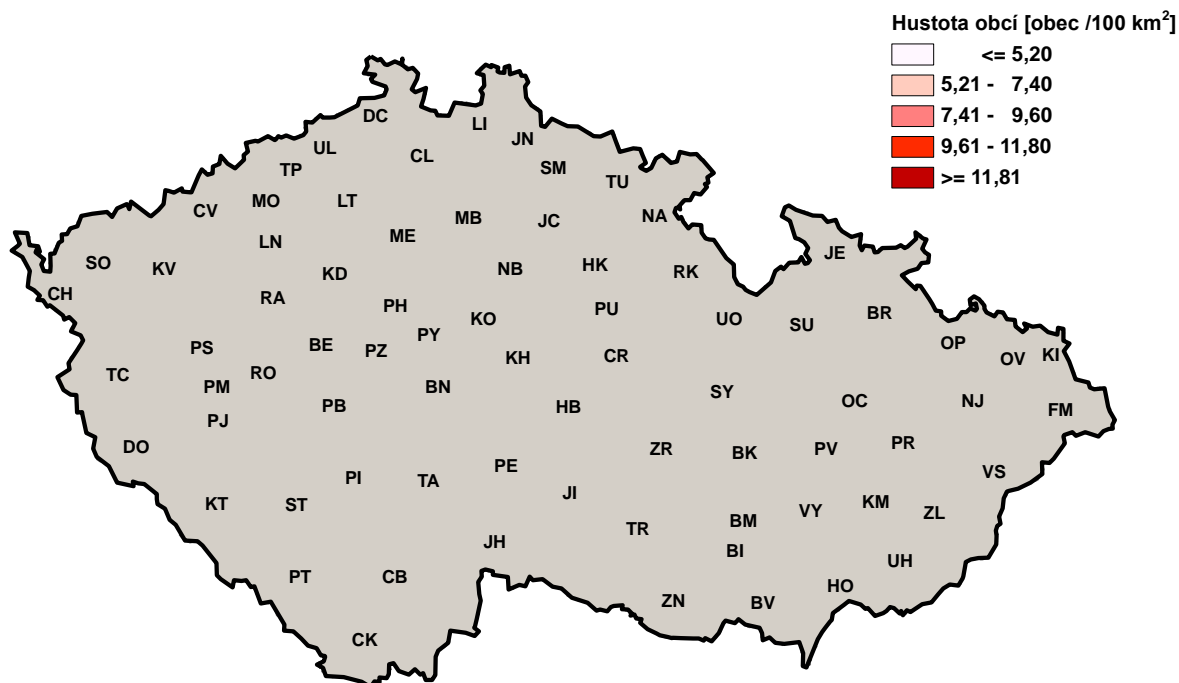 Hustota obcí [obec /100 km²]
<= 5,20
5,21 - 7,40
7,41 - 9,60
9,61 - 11,80
>= 11,81
DC
LI
JN
UL
CL
TP
SM
TU
MO
LT
CV
MB
JC
NA
ME
LN
SO
KV
KD
NB
HK
RK
JE
CH
RA
PH
KO
PU
UO
SU
BR
PY
PS
BE
PZ
KH
CR
OP
OV
KI
TC
RO
PM
BN
SY
PB
HB
OC
NJ
FM
PJ
DO
ZR
BK
PV
PR
PE
VS
PI
TA
JI
KT
ST
VY
KM
ZL
TR
BM
JH
BI
UH
PT
CB
HO
ZN
BV
CK